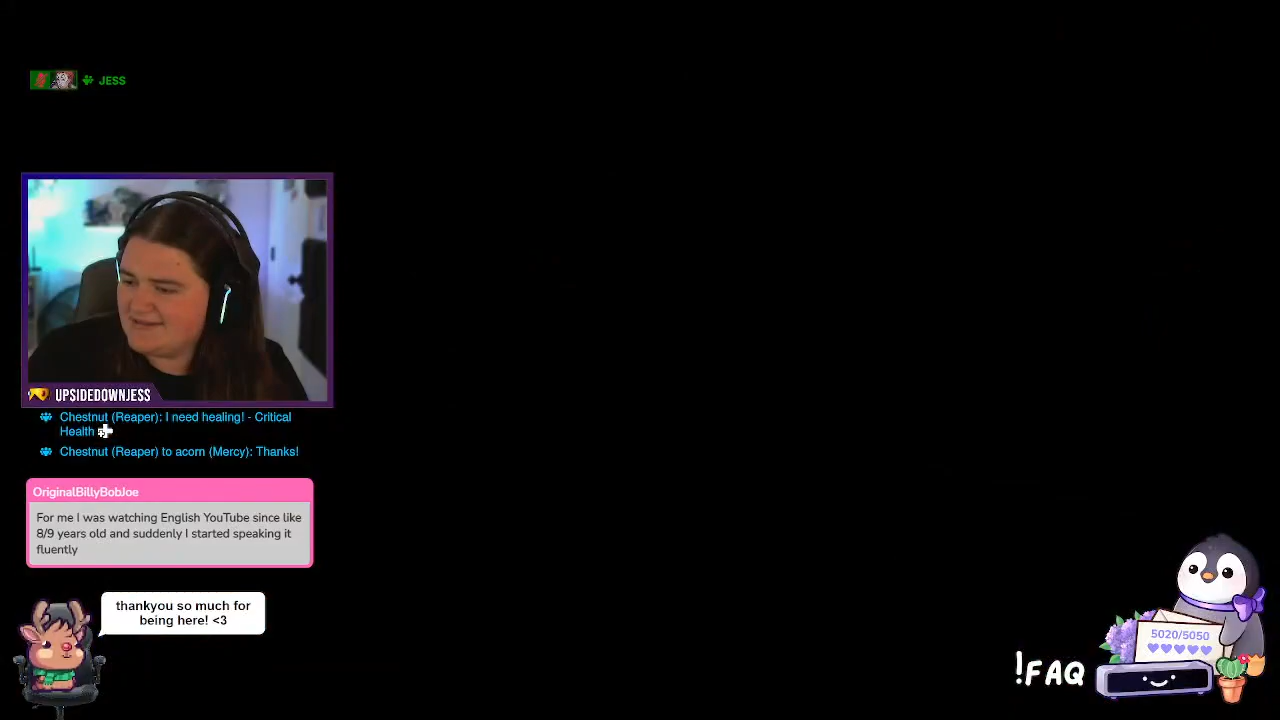 JESS
UPSIDEDOWNJESS
Chestnut (Reaper): I need healing! - Critical
Health
Chestnut (Reaper) to acorn (Mercy): Thanks!
OriginalBillyBobJoe
For me I was watching English YouTube since like
8/9 years old and suddenly I started speaking it
fluently
thankyou so much for
being here! <3
5020/5050
!FAQ